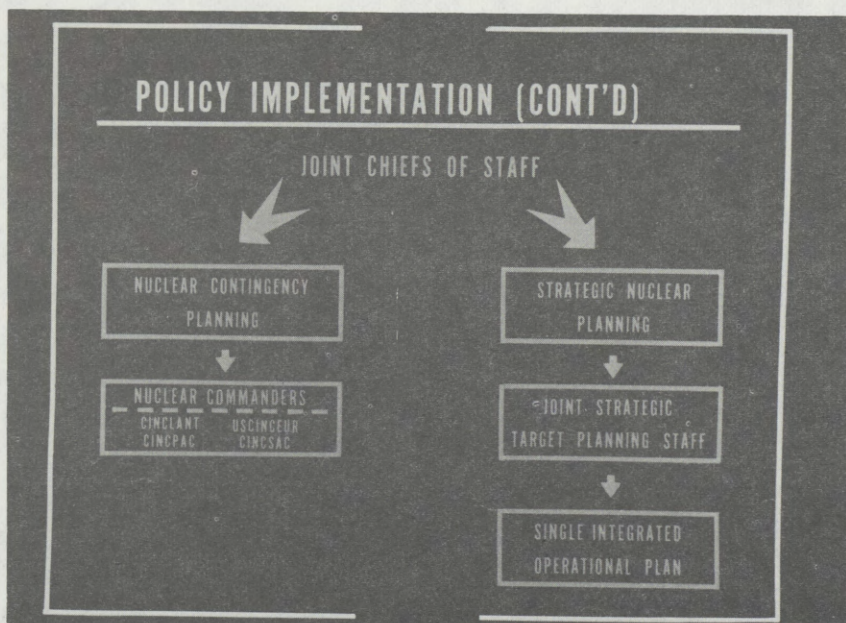 POLICY IMPLEMENTATION (CONT'D)
JOINT CHIEFS OF STAFF
NUCLEAR CONTINGENCY
PLANNING
NUCLEAR COMMANDERS
CINCLANT USCINCEUR
CINCPAC CINCSAC
STRATEGIC NUCLEAR
PLANNING
JOINT STRATEGIC
TARGET PLANNING STAFF
SINGLE INTEGRATED
OPERATIONAL PLAN